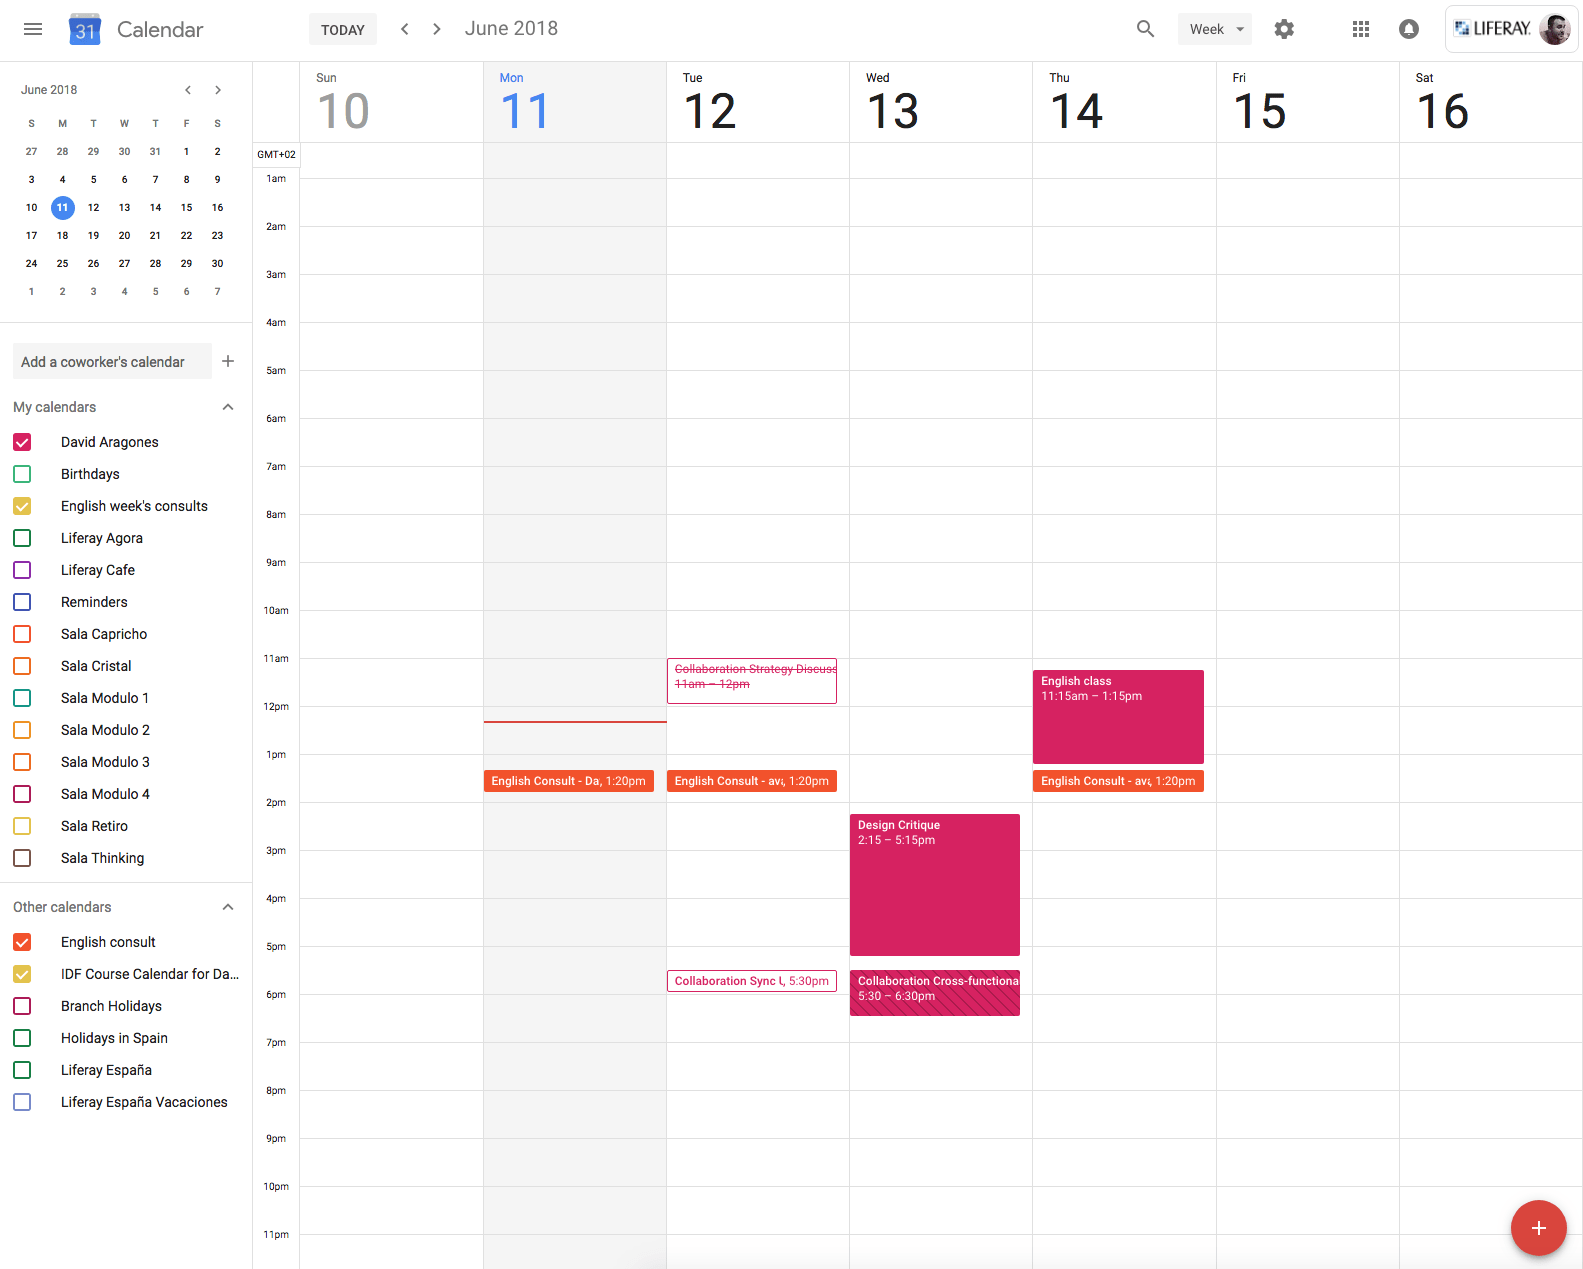 31 Calendar
TODAY
June 2018
Week
LIFERAY.
June 2018
S M T W T F S
27 28 29 30 31 1 2
3 4 5 6 7 8 9
10 11 12 13 14 15 16
17 18 19 20 21 22 23
24 25 26 27 28 29 30
1 2 3 4 5 6 7
Add a coworker's calendar
My calendars
David Aragones
Birthdays
English week's consults
Liferay Agora
Liferay Cafe
Reminders
Sala Capricho
Sala Cristal
Sala Modulo 1
Sala Modulo 2
Sala Modulo 3
Sala Modulo 4
Sala Retiro
Sala Thinking
Other calendars
English consult
IDF Course Calendar for Da...
Branch Holidays
Holidays in Spain
Liferay España
Liferay España Vacaciones
Sun Mon Tue Wed Thu Fri Sat
10 11 12 13 14 15 16
GMT+02
1am
2am
3am
4am
5am
6am
7am
8am
9am
10am
11am
12pm
1pm
2pm
3pm
4pm
5pm
6pm
7pm
8pm
9pm
10pm
11pm
English Consult - Da, 1:20pm
Collaboration Strategy Discuss
11am – 12pm
English Consult - ava, 1:20pm
Collaboration Sync U, 5:30pm
Design Critique
2:15 – 5:15pm
Collaboration Cross-functiona
5:30 – 6:30pm
English class
11:15am – 1:15pm
English Consult - ava, 1:20pm